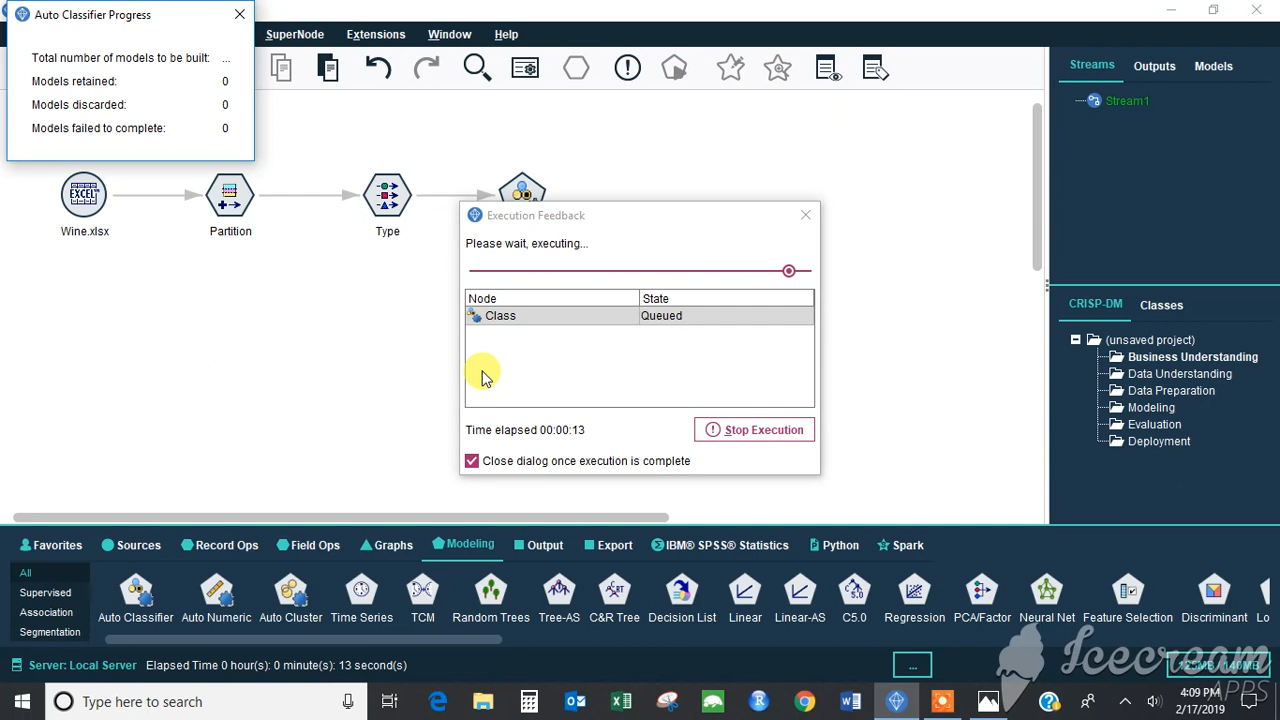 Auto Classifier Progress
Total number of models to be built: ...
Models retained: 0
Models discarded: 0
Models failed to complete: 0
SuperNode Extensions Window Help
Streams Outputs Models
Stream1
EXCEL
Wine.xlsx
Partition
Type
Execution Feedback
Please wait, executing...
Node State
Class Queued
Time elapsed 00:00:13
Stop Execution
Close dialog once execution is complete
CRISP-DM Classes
(unsaved project)
Business Understanding
Data Understanding
Data Preparation
Modeling
Evaluation
Deployment
Favorites Sources Record Ops Field Ops Graphs Modeling Output Export IBM® SPSS® Statistics Python Spark
All
Supervised
Association
Segmentation
C&RT
C5.0
Auto Classifier Auto Numeric Auto Cluster Time Series TCM Random Trees Tree-AS C&R Tree Decision List Linear Linear-AS C5.0 Regression PCA/Factor Neural Net Feature Selection Discriminant Lo
Server: Local Server Elapsed Time 0 hour(s): 0 minute(s): 13 second(s) ... 125MB / 140MB
Icecream
APPS
Type here to search
4:09 PM
2/17/2019